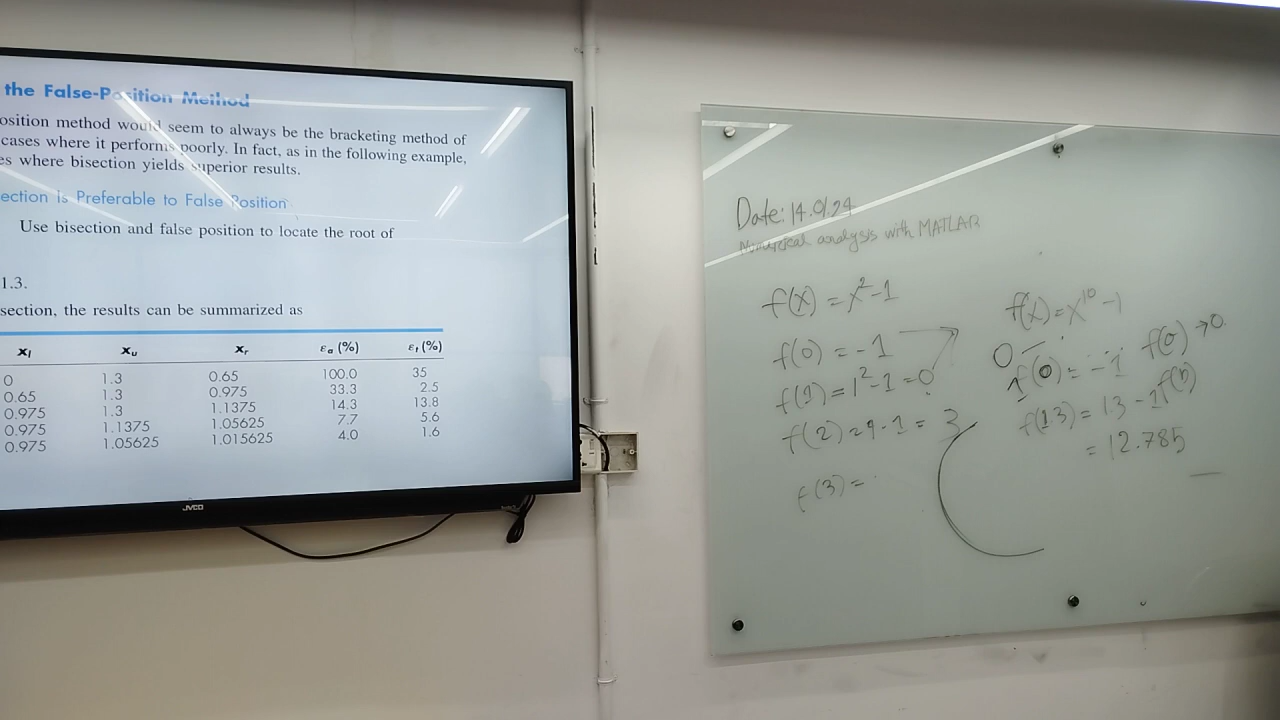 the False-Position Method
osition method would seem to always be the bracketing method of
cases where it performs poorly. In fact, as in the following example,
es where bisection yields superior results.
ection Is Preferable to False Position
Use bisection and false position to locate the root of
1.3.
section, the results can be summarized as
xl xu xr εa (%) εt (%)
0 1.3 0.65 100.0 35
0.65 1.3 0.975 33.3 2.5
0.975 1.3 1.1375 14.3 13.8
0.975 1.1375 1.05625 7.7 5.6
0.975 1.05625 1.015625 4.0 1.6
JVCO
Date: 14.9.24
Numerical analysis with MATLAB
f(x) = x²-1
f(0) = -1
f(1) = 1²-1 = 0
f(2) = 4-1 = 3
f(3) =
f(x) = x¹⁰ - 1
f(0) = -1 f(0) → 0
f(1.3) = 1.3 - 1
= 12.785